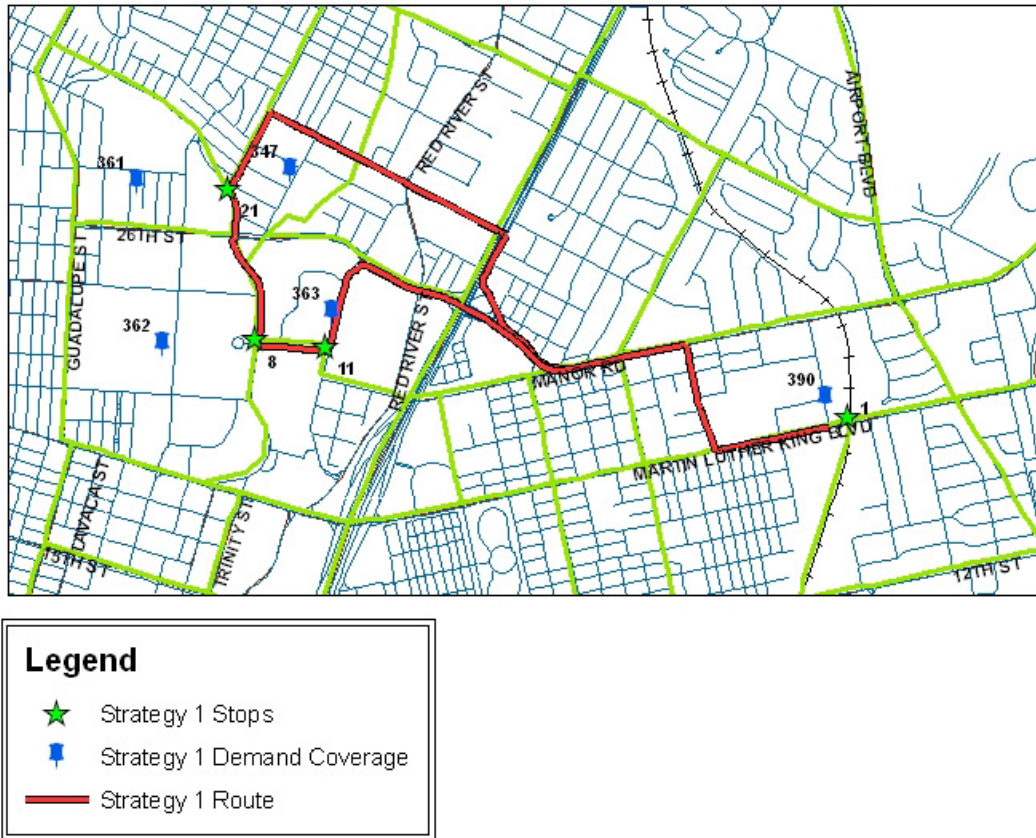 RED RIVER ST
AIRPORT BLVD
361
347
21
26TH ST
GUADALUPE ST
363
362
RED RIVER ST
8
11
MANOR RD
390
1
MARTIN LUTHER KING BLVD
LAVACA ST
TRINITY ST
15TH ST
12TH ST
Legend
Strategy 1 Stops
Strategy 1 Demand Coverage
Strategy 1 Route